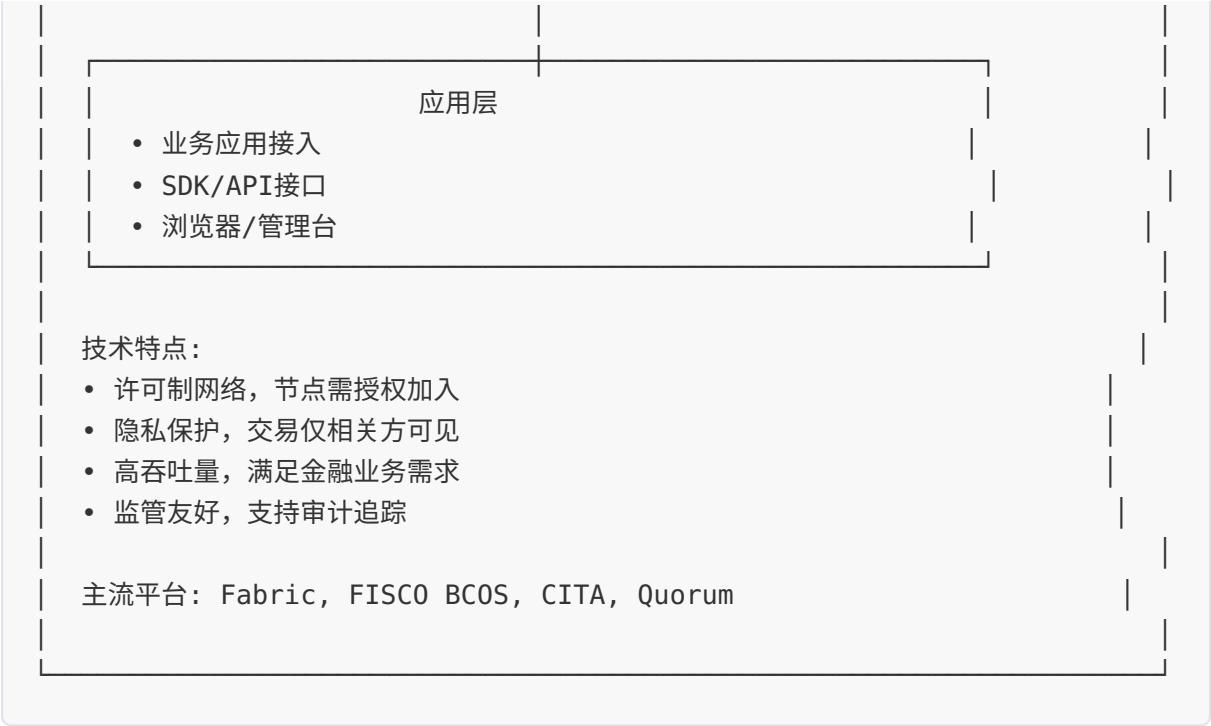 应用层
• 业务应用接入
• SDK/API接口
• 浏览器/管理台
技术特点:
• 许可制网络，节点需授权加入
• 隐私保护，交易仅相关方可见
• 高吞吐量，满足金融业务需求
• 监管友好，支持审计追踪
主流平台: Fabric, FISCO BCOS, CITA, Quorum